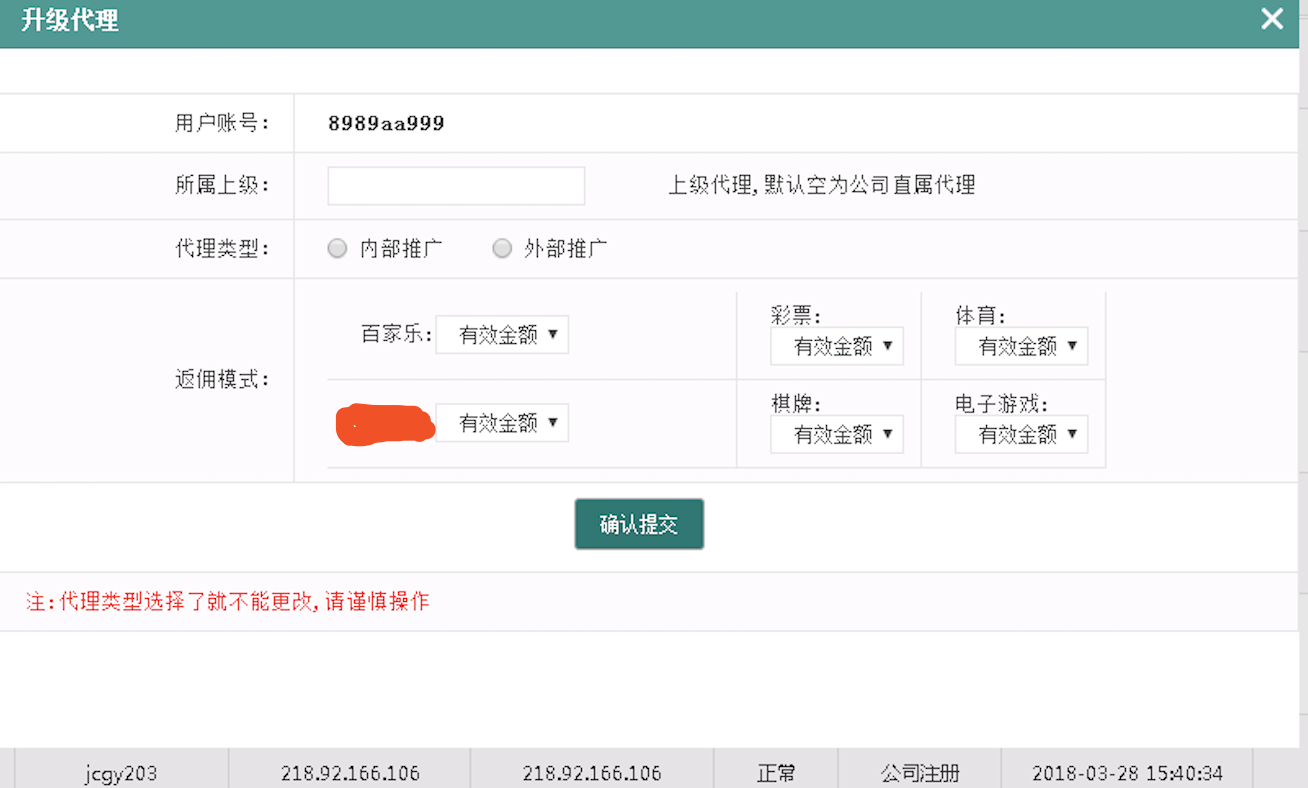 升级代理
用户账号: 8989aa999
所属上级: 上级代理,默认空为公司直属代理
代理类型: 内部推广 外部推广
返佣模式:
百家乐: 有效金额
彩票: 有效金额
体育: 有效金额
有效金额
棋牌: 有效金额
电子游戏: 有效金额
确认提交
注:代理类型选择了就不能更改,请谨慎操作
jcgy203 218.92.166.106 218.92.166.106 正常 公司注册 2018-03-28 15:40:34